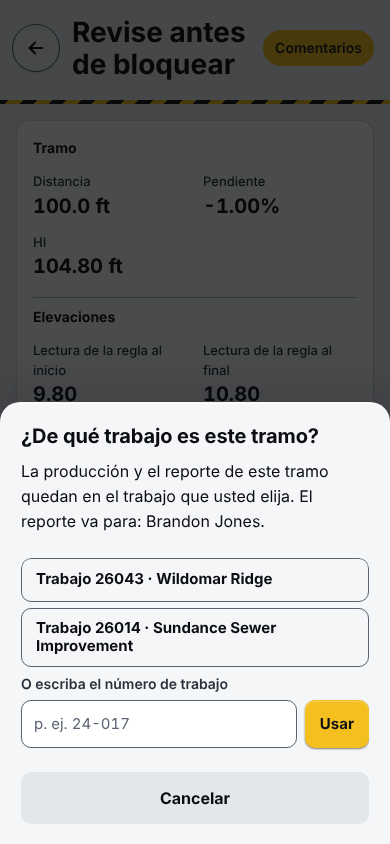 Revise antes
de bloquear
Comentarios
Tramo
Distancia
Pendiente
100.0 ft
-1.00%
HI
104.80 ft
Elevaciones
Lectura de la regla al
inicio
Lectura de la regla al
final
9.80
10.80
¿De qué trabajo es este tramo?
La producción y el reporte de este tramo
quedan en el trabajo que usted elija. El
reporte va para: Brandon Jones.
Trabajo 26043 · Wildomar Ridge
Trabajo 26014 · Sundance Sewer
Improvement
O escriba el número de trabajo
p. ej. 24-017
Usar
Cancelar